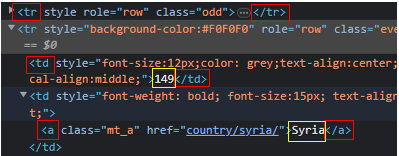 <tr style role="row" class="odd">…</tr>
<tr style="background-color:#F0F0F0" role="row" class="eve
== $0
<td style="font-size:12px;color: grey;text-align:center;
cal-align:middle;">149</td>
<td style="font-weight: bold; font-size:15px; text-alig
t;">
<a class="mt_a" href="country/syria/">Syria</a>
</td>